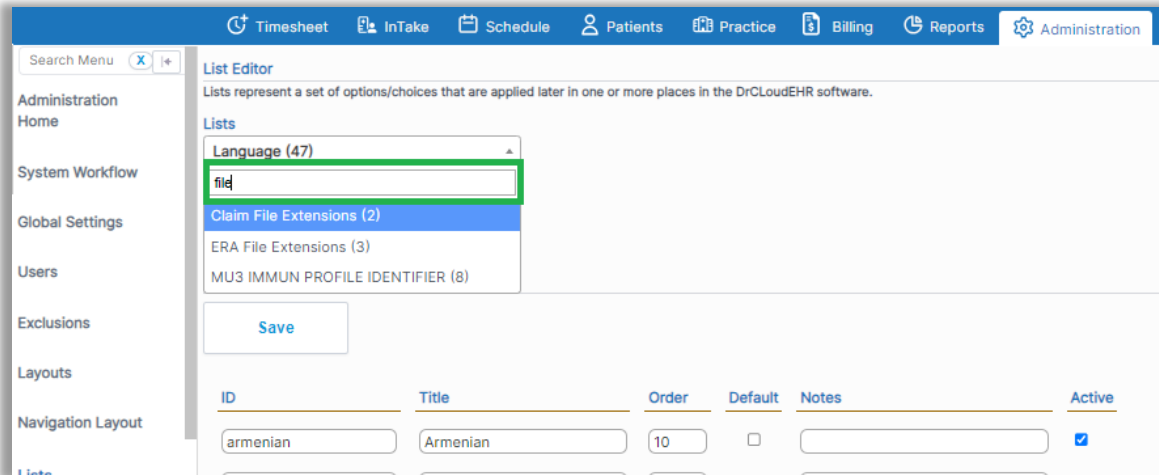 Timesheet InTake Schedule Patients Practice Billing Reports Administration
Search Menu X
Administration
Home
System Workflow
Global Settings
Users
Exclusions
Layouts
Navigation Layout
Lists
List Editor
Lists represent a set of options/choices that are applied later in one or more places in the DrCLoudEHR software.
Lists
Language (47)
file
Claim File Extensions (2)
ERA File Extensions (3)
MU3 IMMUN PROFILE IDENTIFIER (8)
Save
ID Title Order Default Notes Active
armenian Armenian 10